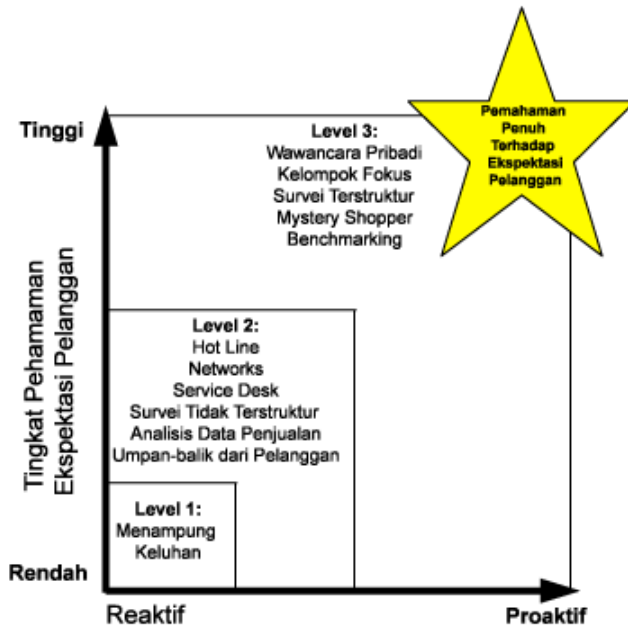 Pemahaman
Penuh
Terhadap
Ekspektasi
Pelanggan
Tinggi
Level 3:
Wawancara Pribadi
Kelompok Fokus
Survei Terstruktur
Mystery Shopper
Benchmarking
Tingkat Pehamaman
Ekspektasi Pelanggan
Level 2:
Hot Line
Networks
Service Desk
Survei Tidak Terstruktur
Analisis Data Penjualan
Umpan-balik dari Pelanggan
Level 1:
Menampung
Keluhan
Rendah
Reaktif
Proaktif